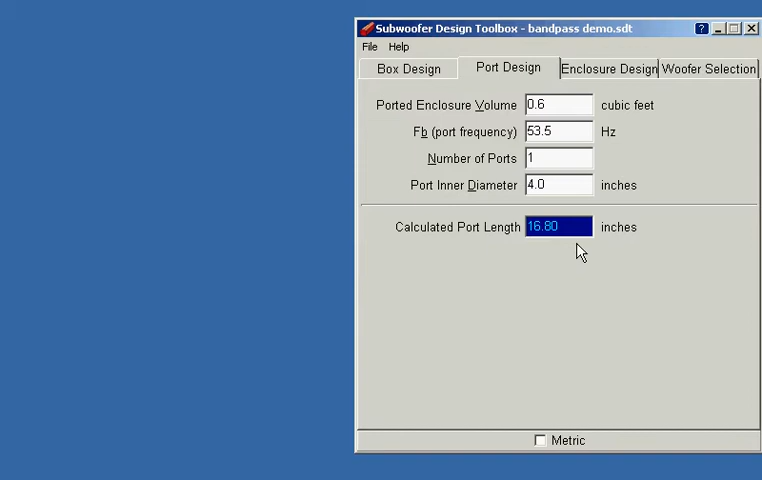 Subwoofer Design Toolbox - bandpass demo.sdt
File Help
Box Design Port Design Enclosure Design Woofer Selection
Ported Enclosure Volume 0.6 cubic feet
Fb (port frequency) 53.5 Hz
Number of Ports 1
Port Inner Diameter 4.0 inches
Calculated Port Length 16.80 inches
Metric